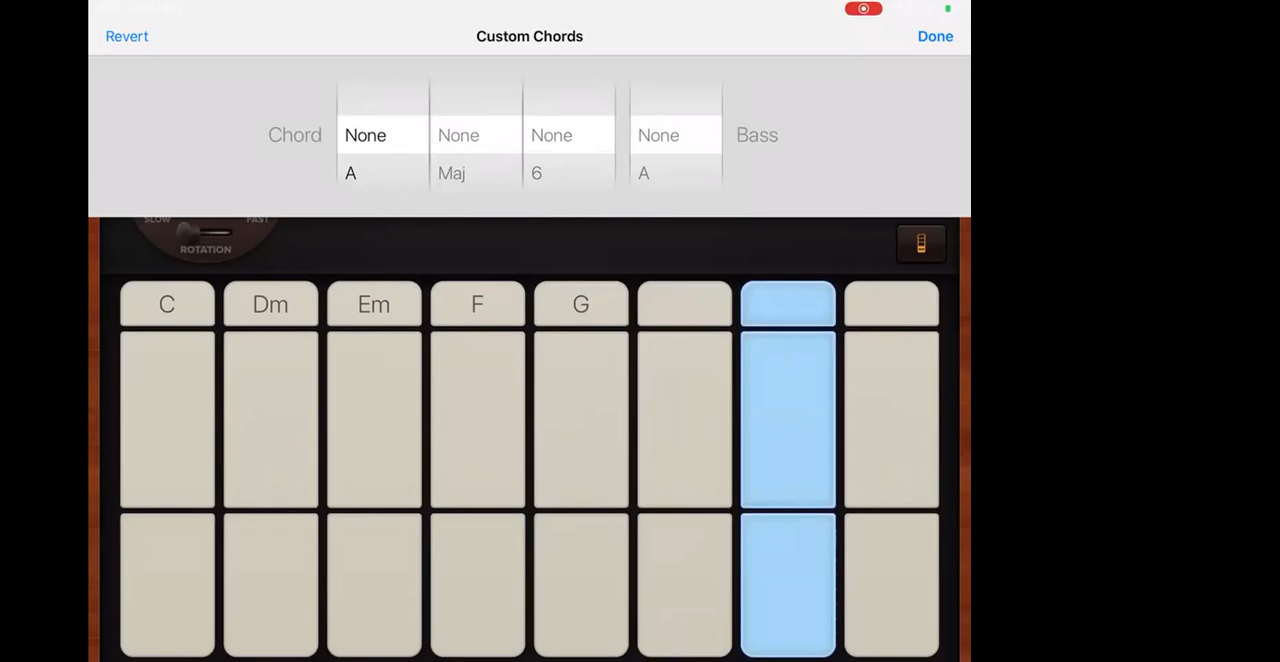 Revert Custom Chords Done
Chord None None None None Bass
A Maj 6 A
SLOW FAST
ROTATION
C Dm Em F G